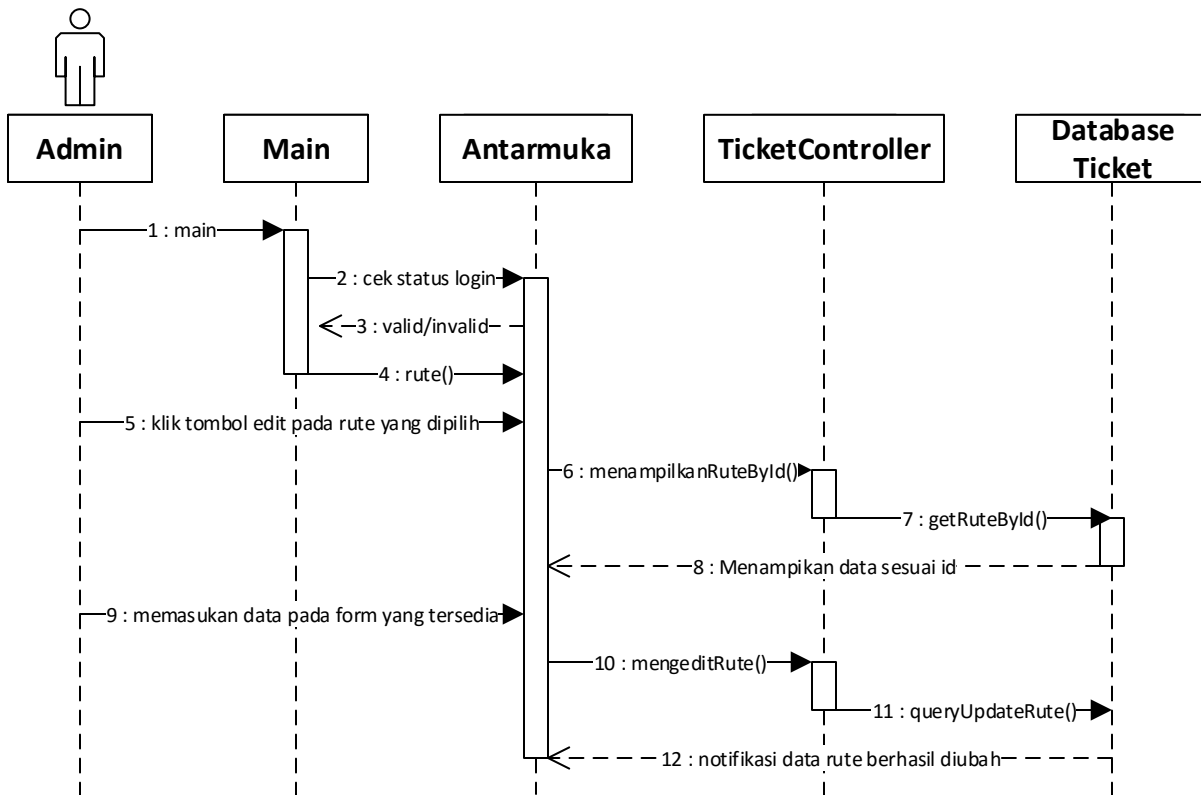 Admin
Main
Antarmuka
TicketController
Database
Ticket
1 : main
2 : cek status login
3 : valid/invalid
4 : rute()
5 : klik tombol edit pada rute yang dipilih
6 : menampilkanRuteById()
7 : getRuteById()
8 : Menampikan data sesuai id
9 : memasukan data pada form yang tersedia
10 : mengeditRute()
11 : queryUpdateRute()
12 : notifikasi data rute berhasil diubah